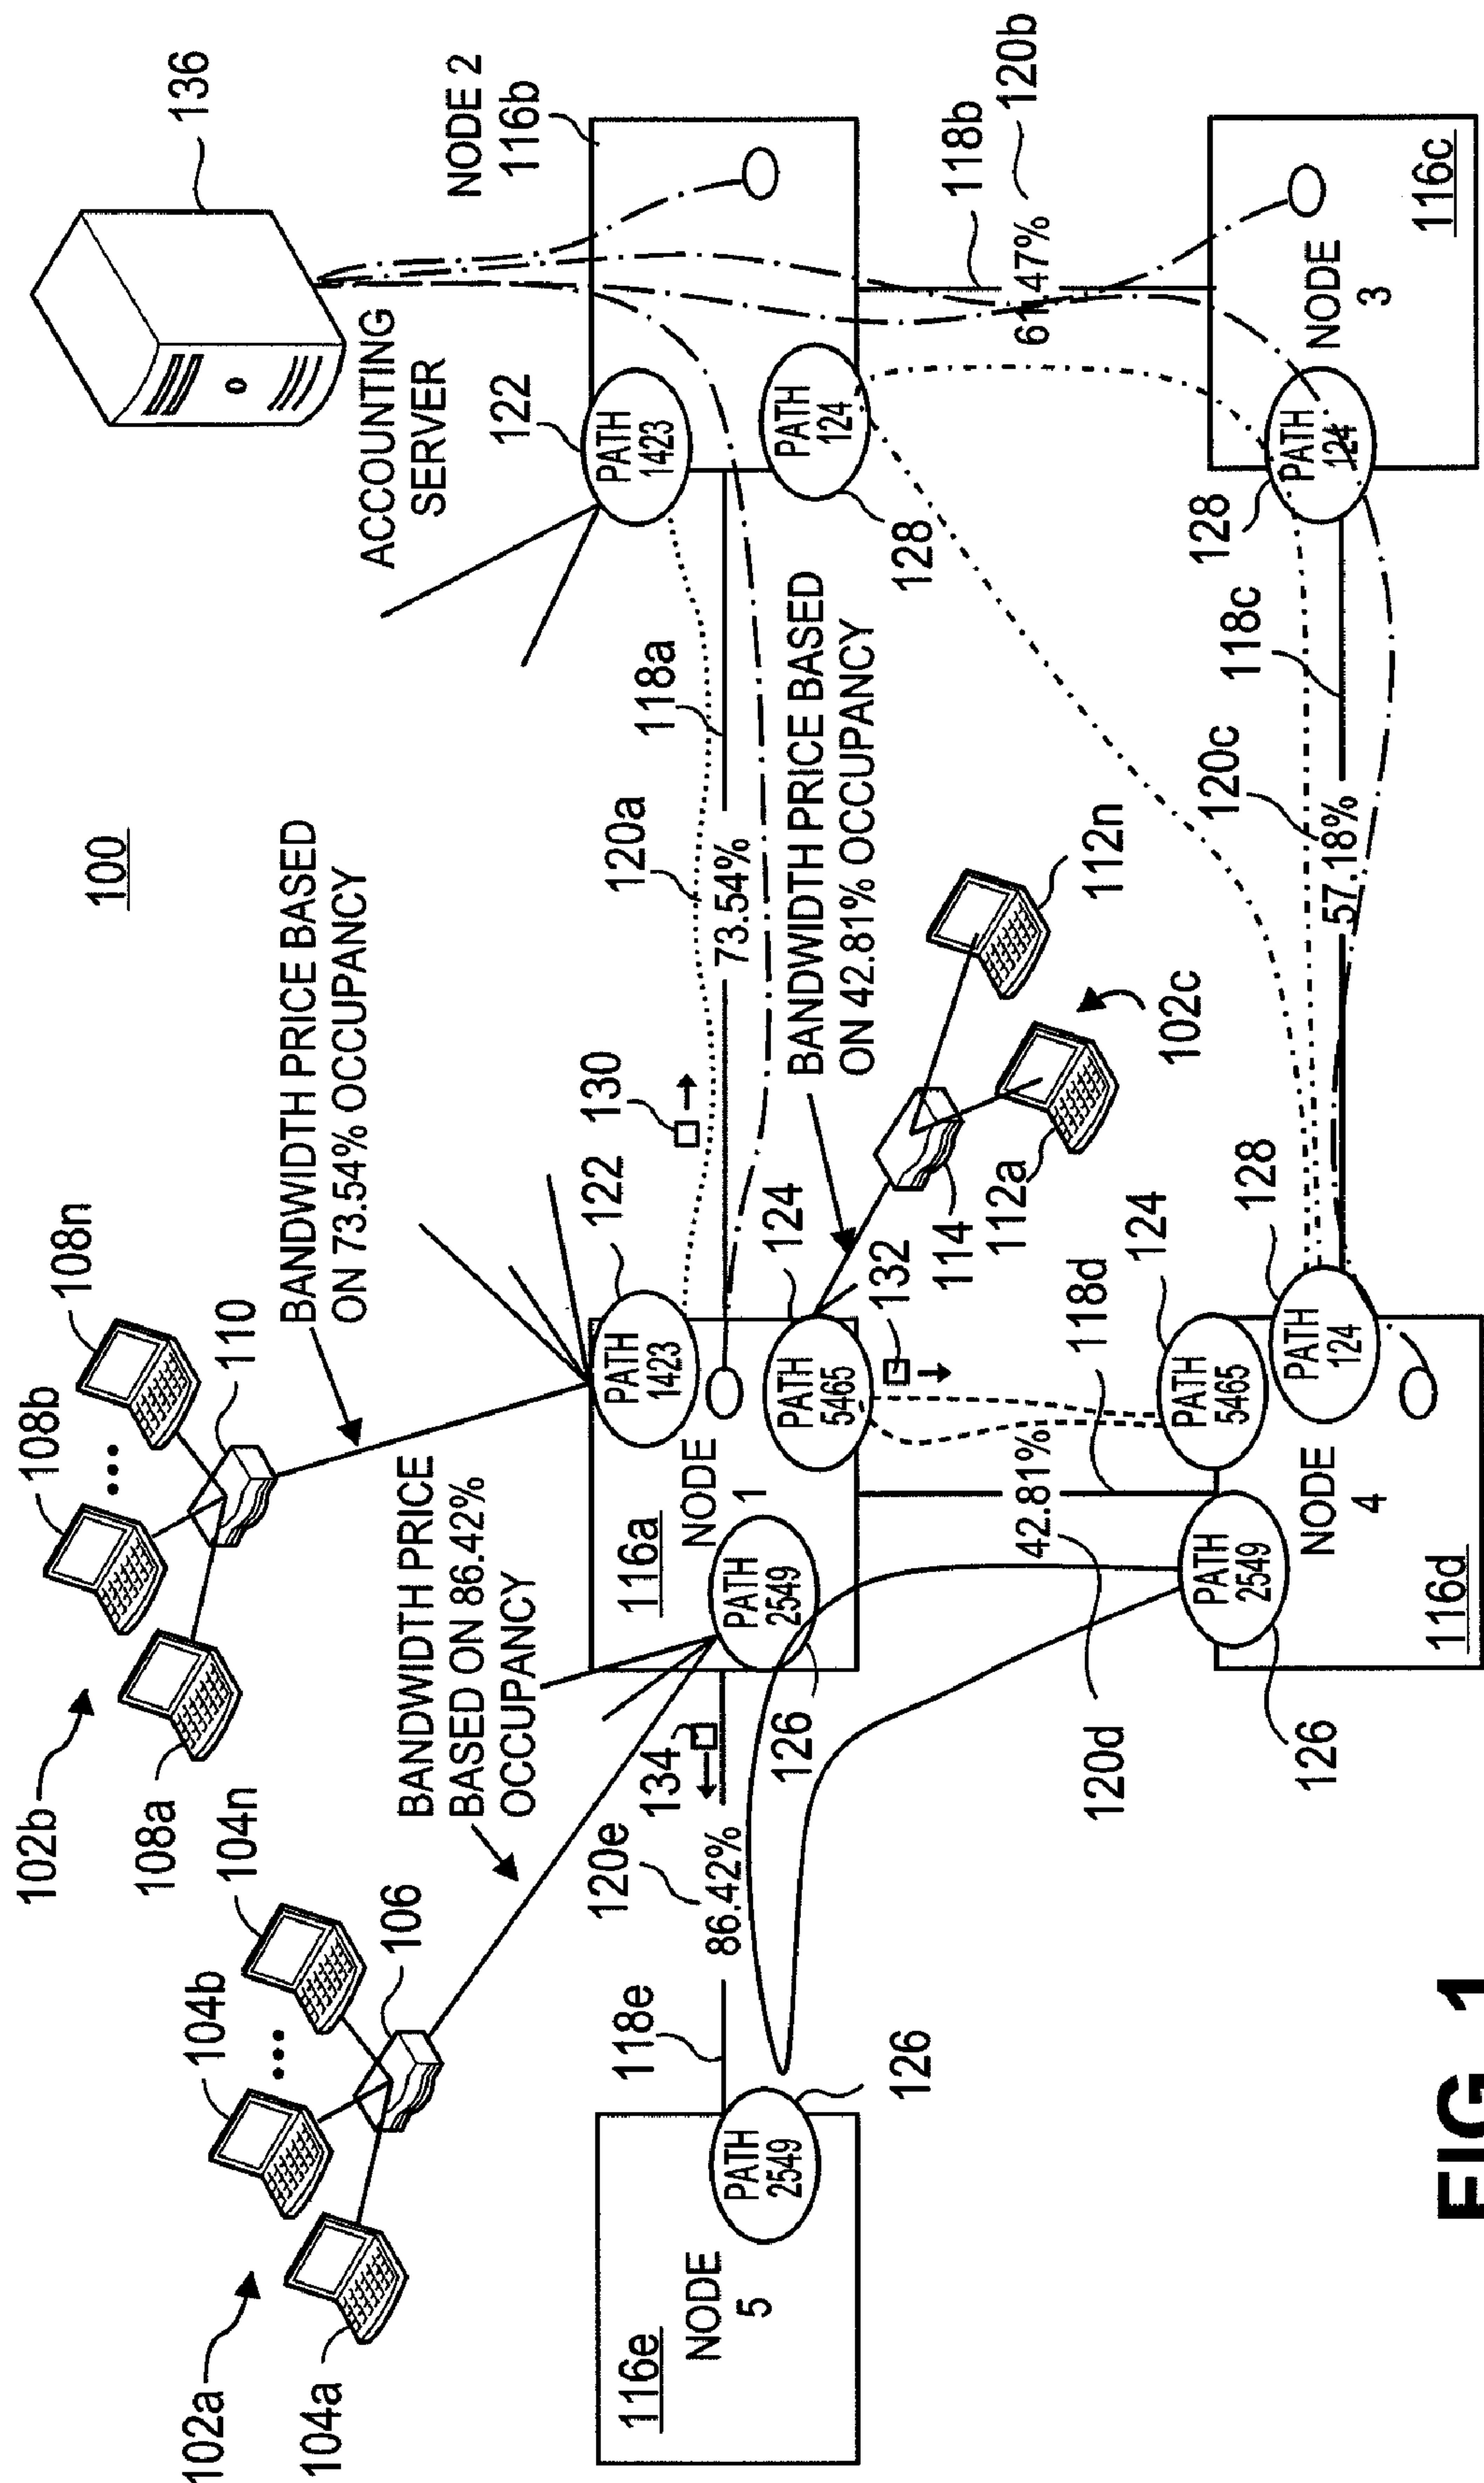 100
136
ACCOUNTING
SERVER
NODE 2
116b
122
PATH
1423
PATH
124
128
118b
120b
61.47%
116c
NODE
3
PATH
124
128
118c
120c
57.18%
118a
120a
73.54%
130
BANDWIDTH PRICE BASED
ON 42.81% OCCUPANCY
112n
102c
112a
114
132
124
122
BANDWIDTH PRICE BASED
ON 73.54% OCCUPANCY
108n
108b
110
108a
102b
PATH
1423
PATH
5465
NODE
1
116a
PATH
2549
126
BANDWIDTH PRICE
BASED ON 86.42%
OCCUPANCY
134
120e
86.42%
118e
104n
104b
106
104a
102a
116e
NODE
5
PATH
2549
126
118d
42.81%
120d
124
128
PATH
5465
PATH
124
PATH
2549
NODE
4
116d
126
FIG 1